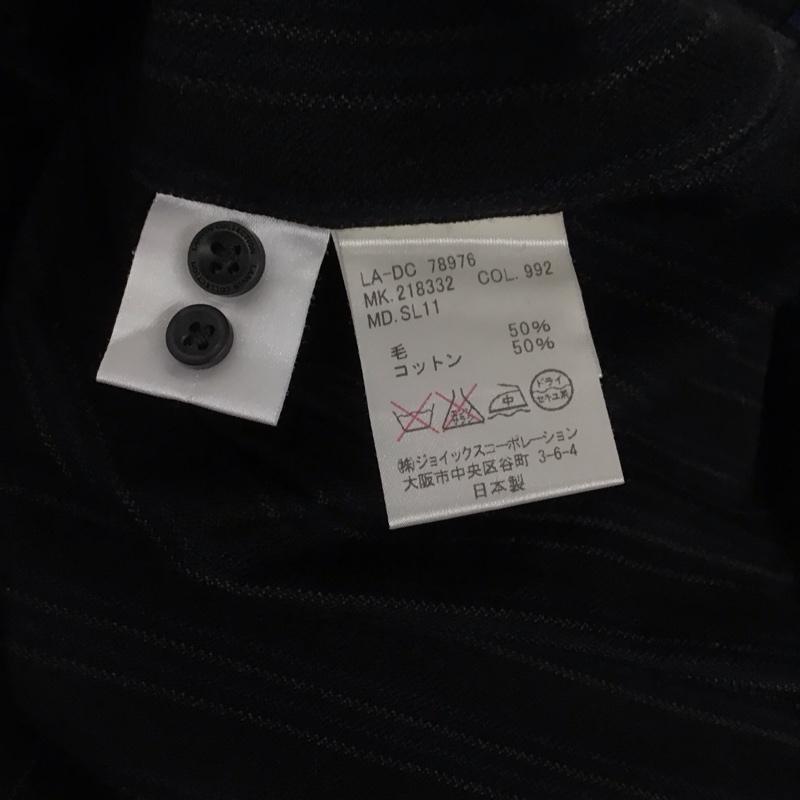 LA-DC 78976
MK.218332 COL.992
MD.SL11
毛 50%
コットン 50%
中
ドライ
セキユ系
㈱ジョイックスコーポレーション
大阪市中央区谷町 3-6-4
日本製